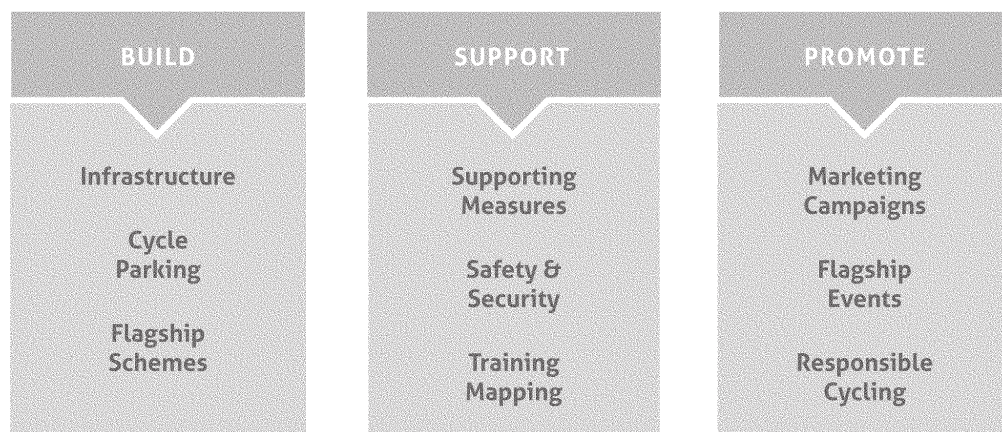 BUILD
Infrastructure
Cycle
Parking
Flagship
Schemes
SUPPORT
Supporting
Measures
Safety &
Security
Training
Mapping
PROMOTE
Marketing
Campaigns
Flagship
Events
Responsible
Cycling